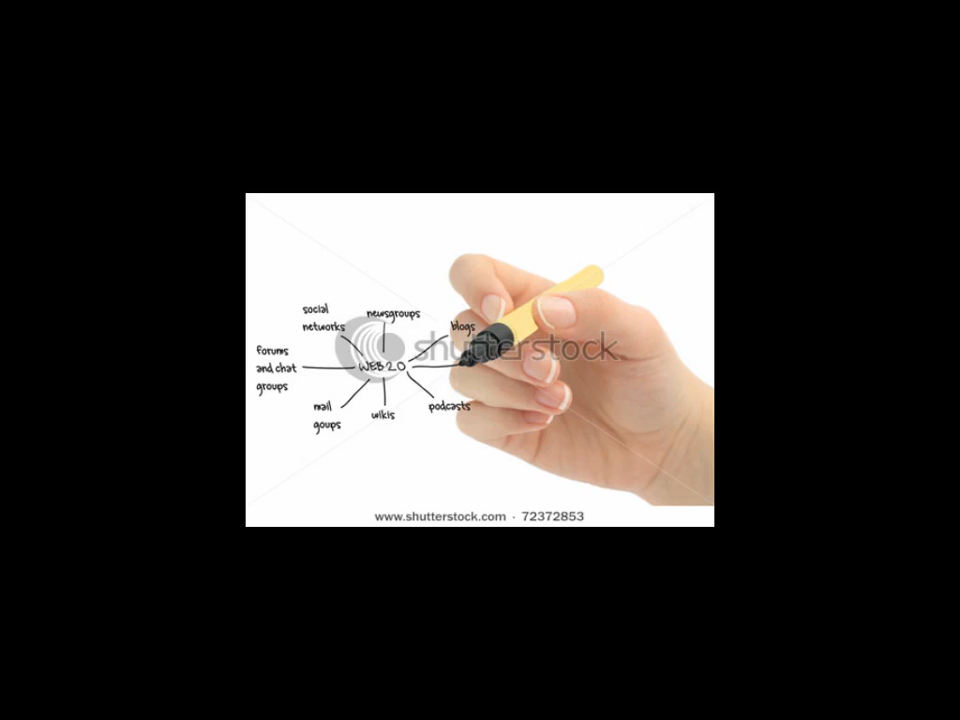 social
networks
newsgroups
blogs
forums
and chat
groups
WEB 2.0
mail
goups
wikis
podcasts
shutterstock
www.shutterstock.com · 72372853